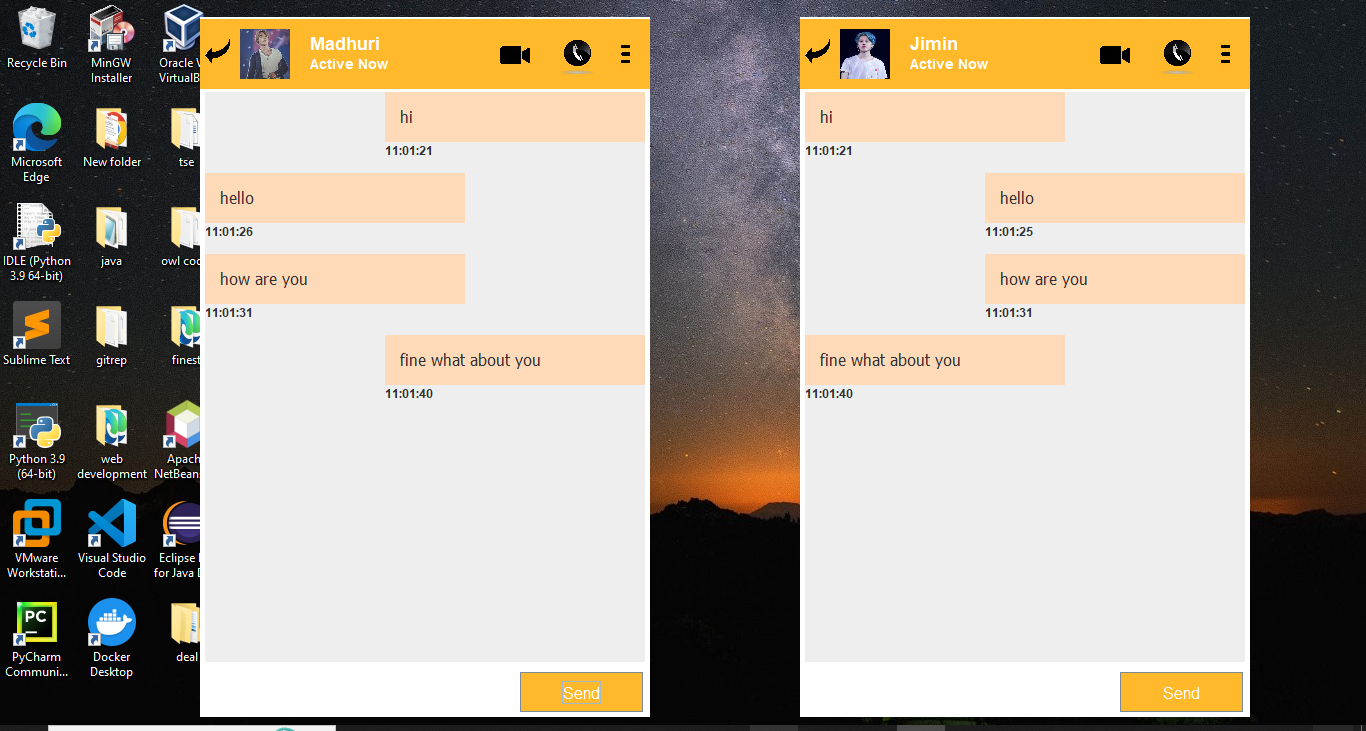 Recycle Bin
MinGW
Installer
Oracle
VirtualB
Microsoft
Edge
New folder
tse
IDLE (Python
3.9 64-bit)
java
owl co
Sublime Text
gitrep
finest
Python 3.9
(64-bit)
web
development
Apach
NetBeans
VMware
Workstati...
Visual Studio
Code
Eclipse
for Java
PC
PyCharm
Communi...
Docker
Desktop
deal
Madhuri
Active Now
hi
11:01:21
hello
11:01:26
how are you
11:01:31
fine what about you
11:01:40
Send
Jimin
Active Now
hi
11:01:21
hello
11:01:25
how are you
11:01:31
fine what about you
11:01:40
Send